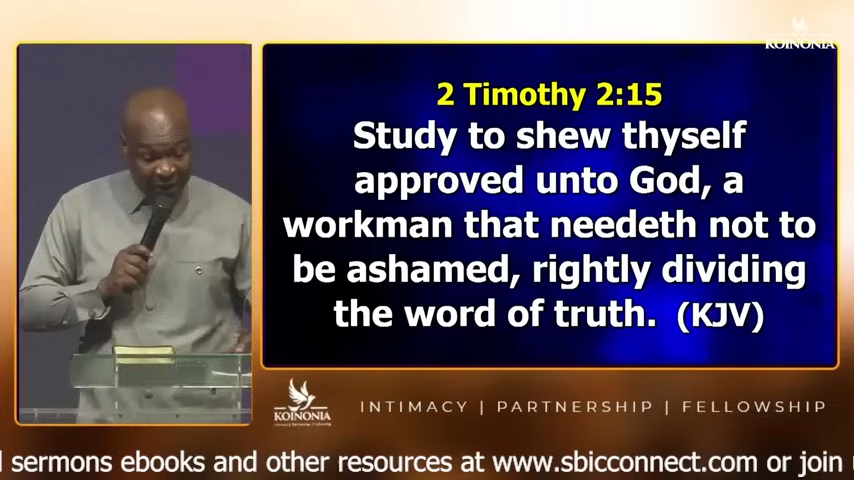 KOINONIA
2 Timothy 2:15
Study to shew thyself
approved unto God, a
workman that needeth not to
be ashamed, rightly dividing
the word of truth. (KJV)
KOINONIA
INTIMACY | PARTNERSHIP | FELLOWSHIP
sermons ebooks and other resources at www.sbicconnect.com or join